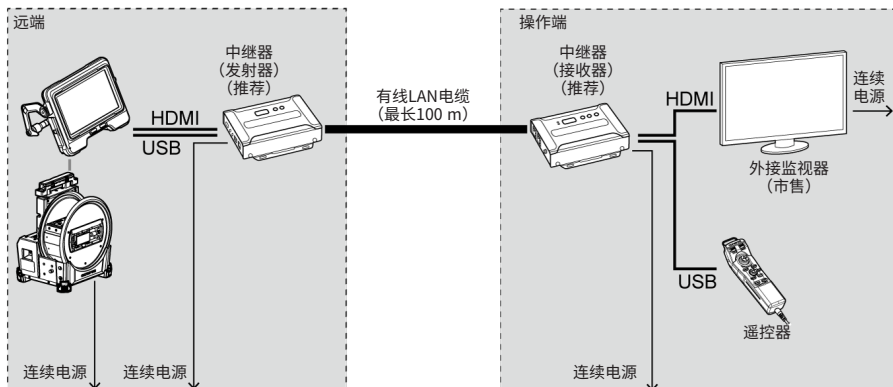 远端
中继器
（发射器）
（推荐）
HDMI
USB
连续电源
连续电源
有线LAN电缆
（最长100 m）
操作端
中继器
（接收器）
（推荐）
HDMI
连续
电源
外接监视器
（市售）
USB
遥控器
连续电源